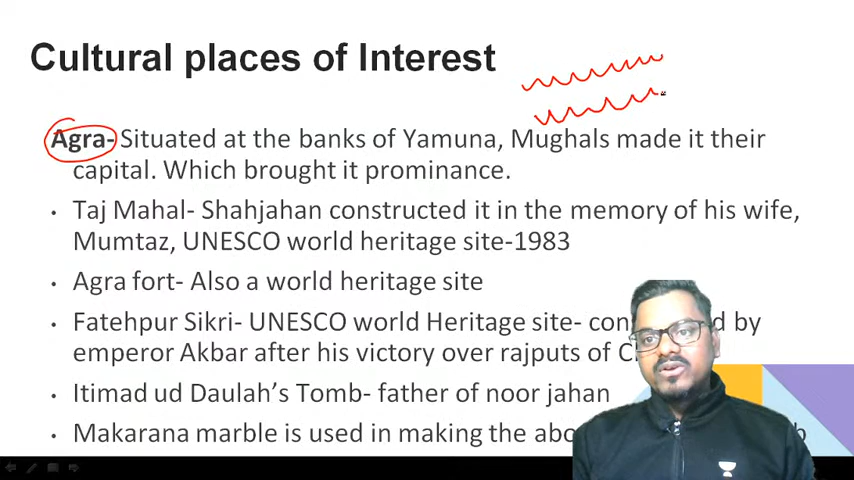 Cultural places of Interest
Agra- Situated at the banks of Yamuna, Mughals made it their
capital. Which brought it prominance.
• Taj Mahal- Shahjahan constructed it in the memory of his wife,
Mumtaz, UNESCO world heritage site-1983
• Agra fort- Also a world heritage site
• Fatehpur Sikri- UNESCO world Heritage site- by
emperor Akbar after his victory over rajputs of
• Itimad ud Daulah's Tomb- father of noor jahan
• Makarana marble is used in making the